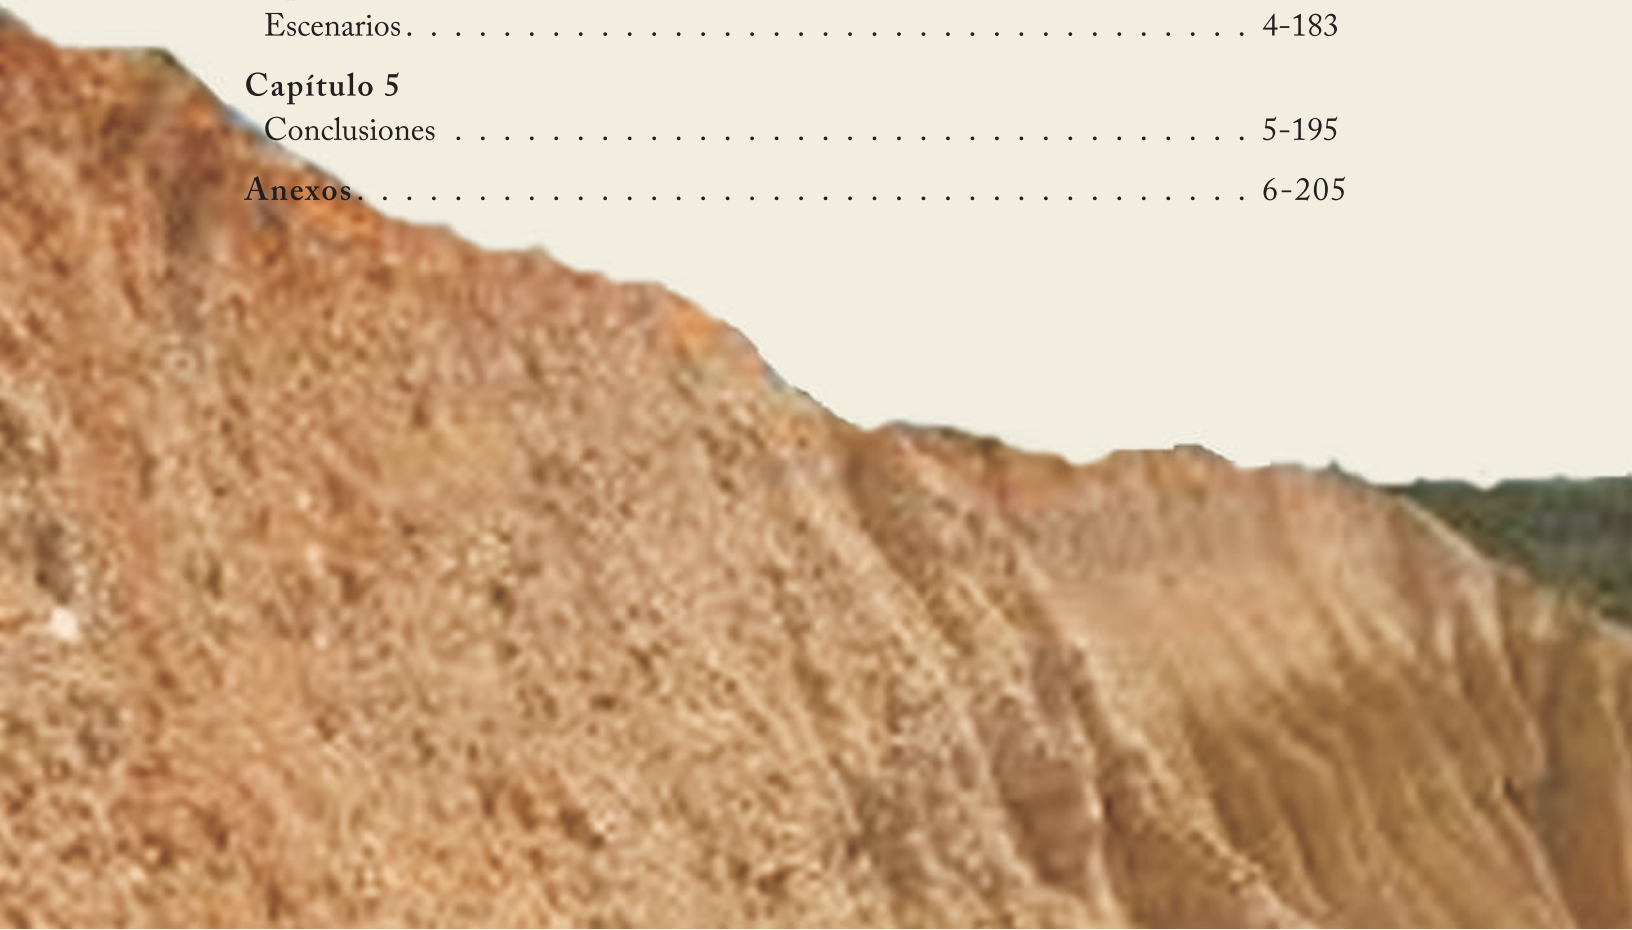 Escenarios. . . . . . . . . . . . . . . . . . . . . . . . . . . . . . . . . . . 4-183
Capítulo 5
Conclusiones . . . . . . . . . . . . . . . . . . . . . . . . . . . . . . . . . 5-195
Anexos. . . . . . . . . . . . . . . . . . . . . . . . . . . . . . . . . . . . . 6-205